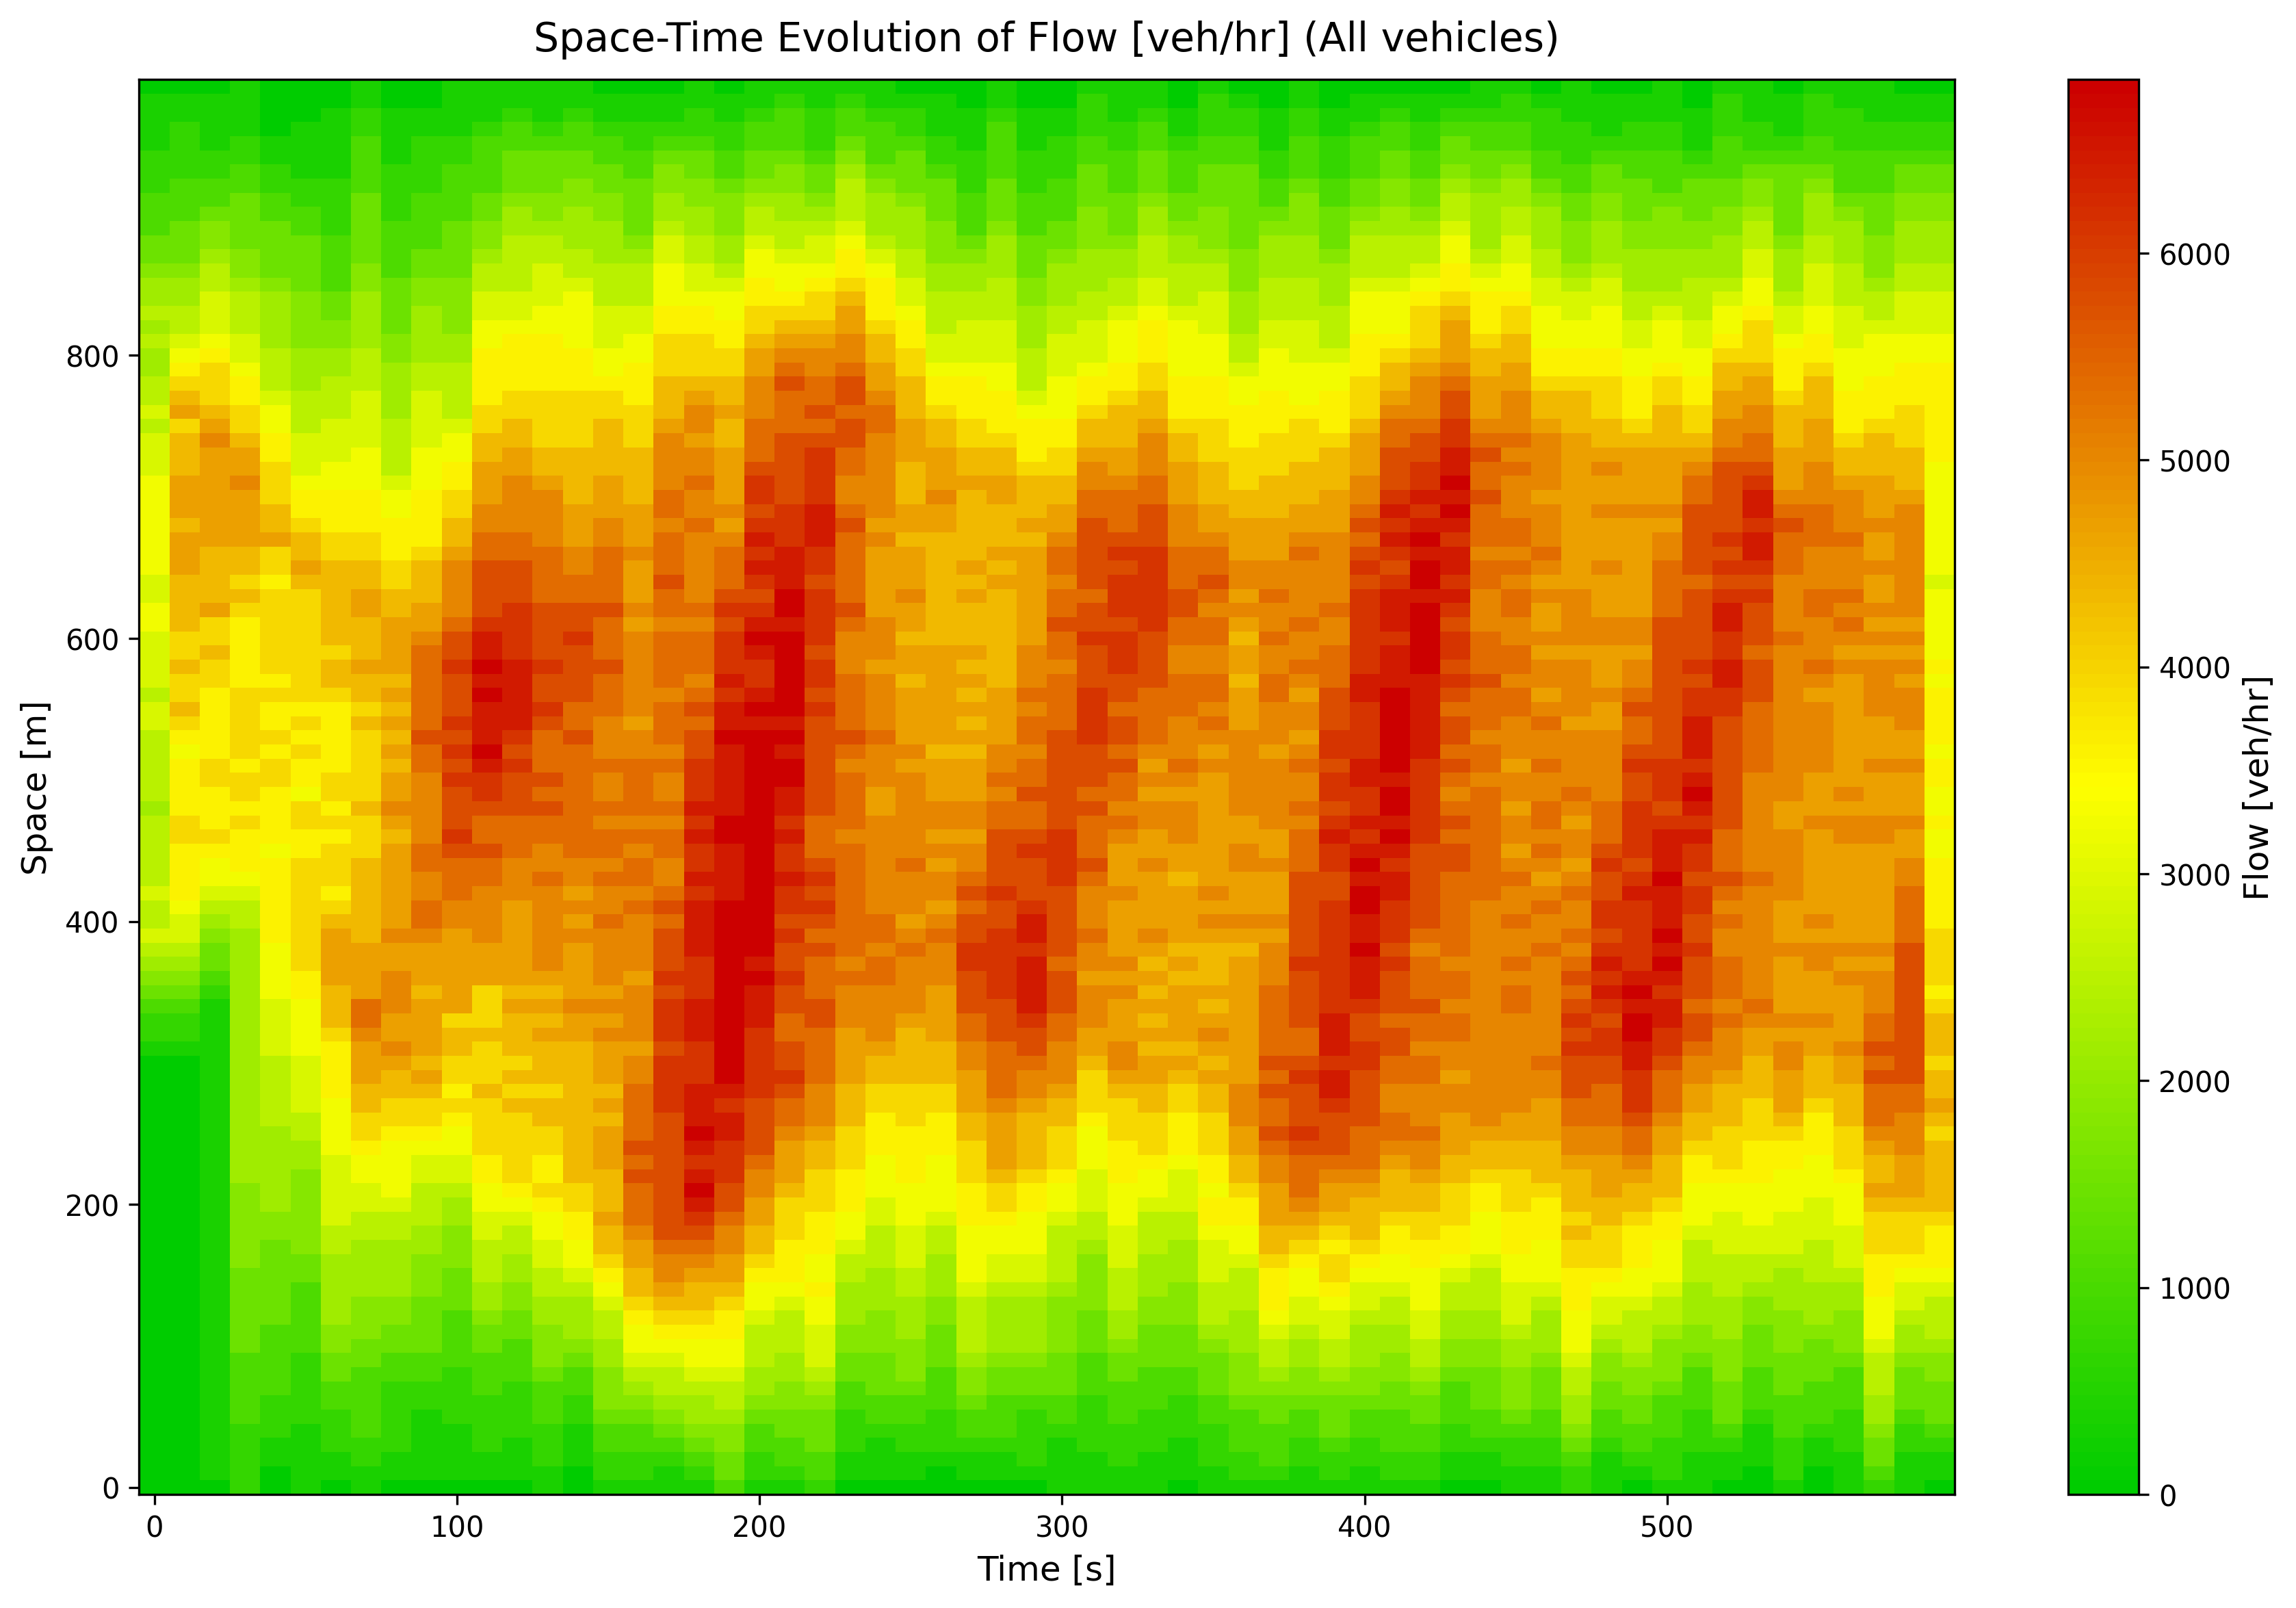 Space-Time Evolution of Flow [veh/hr] (All vehicles)
Space [m]
800
600
400
200
0
0 100 200 300 400 500
Time [s]
6000
5000
4000
3000
2000
1000
0
Flow [veh/hr]